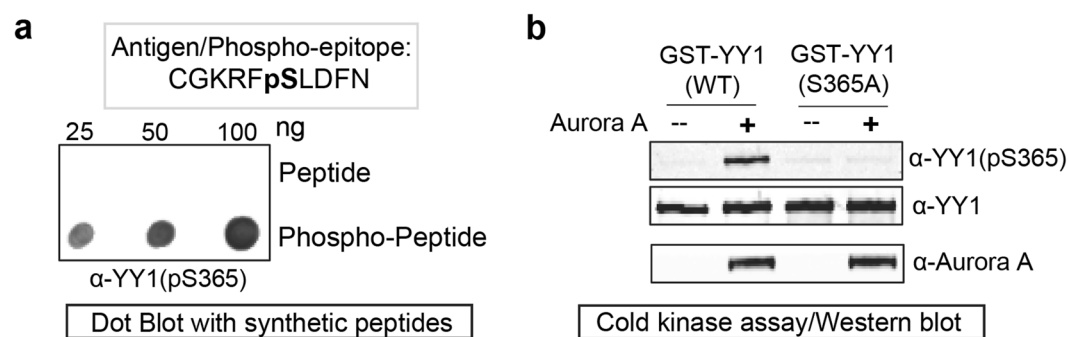 a
Antigen/Phospho-epitope:
CGKRFpSLDFN
25 50 100 ng
Peptide
Phospho-Peptide
α-YY1(pS365)
Dot Blot with synthetic peptides
b
GST-YY1 GST-YY1
(WT) (S365A)
Aurora A -- + -- +
α-YY1(pS365)
α-YY1
α-Aurora A
Cold kinase assay/Western blot